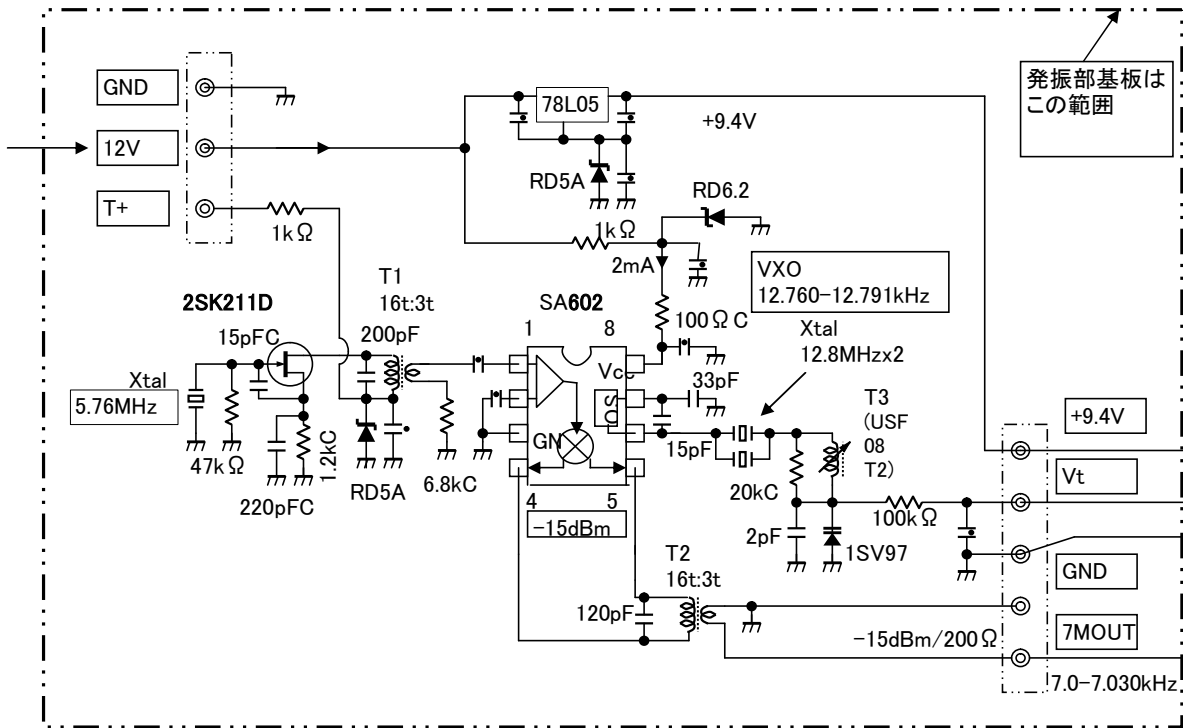 GND
12V
T+
1kΩ
78L05
+9.4V
RD5A
RD6.2
1kΩ
2mA
発振部基板は
この範囲
VXO
12.760-12.791kHz
T1
16t:3t
200pF
2SK211D
15pFC
Xtal
5.76MHz
47kΩ
1.2kC
220pFC
RD5A
6.8kC
SA602
1
8
Vcc
GN
SO
4
5
-15dBm
100Ω C
33pF
15pF
Xtal
12.8MHzx2
T3
(USF
08
T2)
20kC
2pF
1SV97
100kΩ
T2
16t:3t
120pF
-15dBm/200Ω
+9.4V
Vt
GND
7MOUT
7.0-7.030kHz